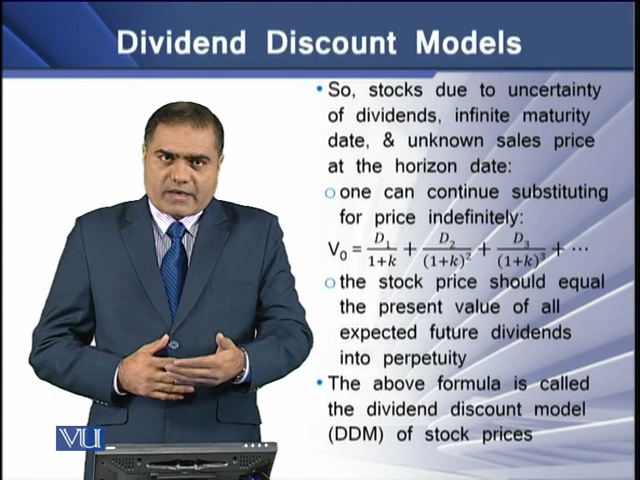 Dividend Discount Models
• So, stocks due to uncertainty
of dividends, infinite maturity
date, & unknown sales price
at the horizon date:
o one can continue substituting
for price indefinitely:
V₀ = D₁/(1+k) + D₂/(1+k)² + D₃/(1+k)³ + ⋯
o the stock price should equal
the present value of all
expected future dividends
into perpetuity
• The above formula is called
the dividend discount model
(DDM) of stock prices
VU